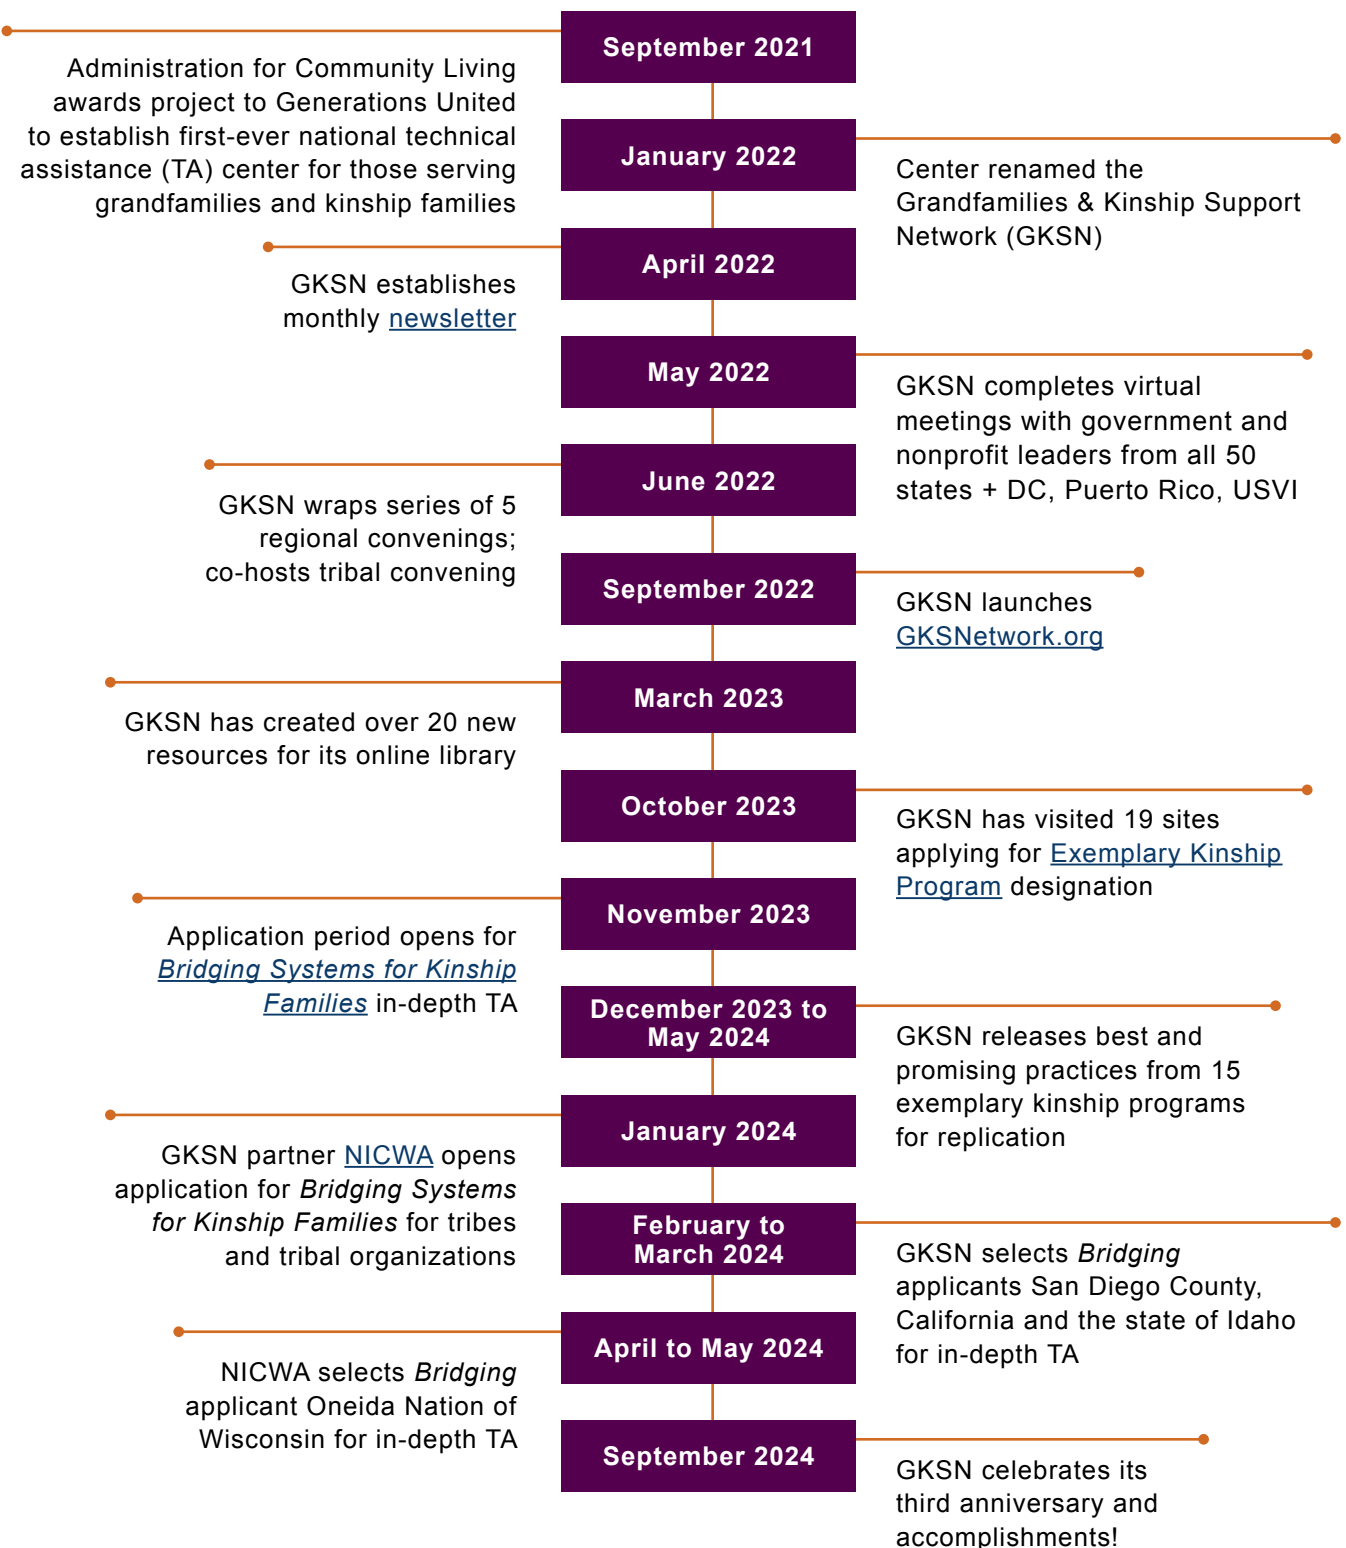 September 2021
Administration for Community Living
awards project to Generations United
to establish first-ever national technical
assistance (TA) center for those serving
grandfamilies and kinship families
January 2022
Center renamed the
Grandfamilies & Kinship Support
Network (GKSN)
April 2022
GKSN establishes
monthly newsletter
May 2022
GKSN completes virtual
meetings with government and
nonprofit leaders from all 50
states + DC, Puerto Rico, USVI
June 2022
GKSN wraps series of 5
regional convenings;
co-hosts tribal convening
September 2022
GKSN launches
GKSNetwork.org
March 2023
GKSN has created over 20 new
resources for its online library
October 2023
GKSN has visited 19 sites
applying for Exemplary Kinship
Program designation
November 2023
Application period opens for
Bridging Systems for Kinship
Families in-depth TA
December 2023 to
May 2024
GKSN releases best and
promising practices from 15
exemplary kinship programs
for replication
January 2024
GKSN partner NICWA opens
application for Bridging Systems
for Kinship Families for tribes
and tribal organizations
February to
March 2024
GKSN selects Bridging
applicants San Diego County,
California and the state of Idaho
for in-depth TA
April to May 2024
NICWA selects Bridging
applicant Oneida Nation of
Wisconsin for in-depth TA
September 2024
GKSN celebrates its
third anniversary and
accomplishments!